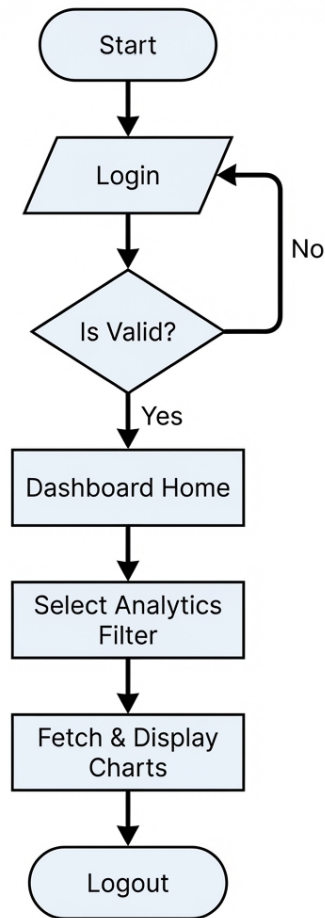 Start
Login
No
Is Valid?
Yes
Dashboard Home
Select Analytics
Filter
Fetch & Display
Charts
Logout